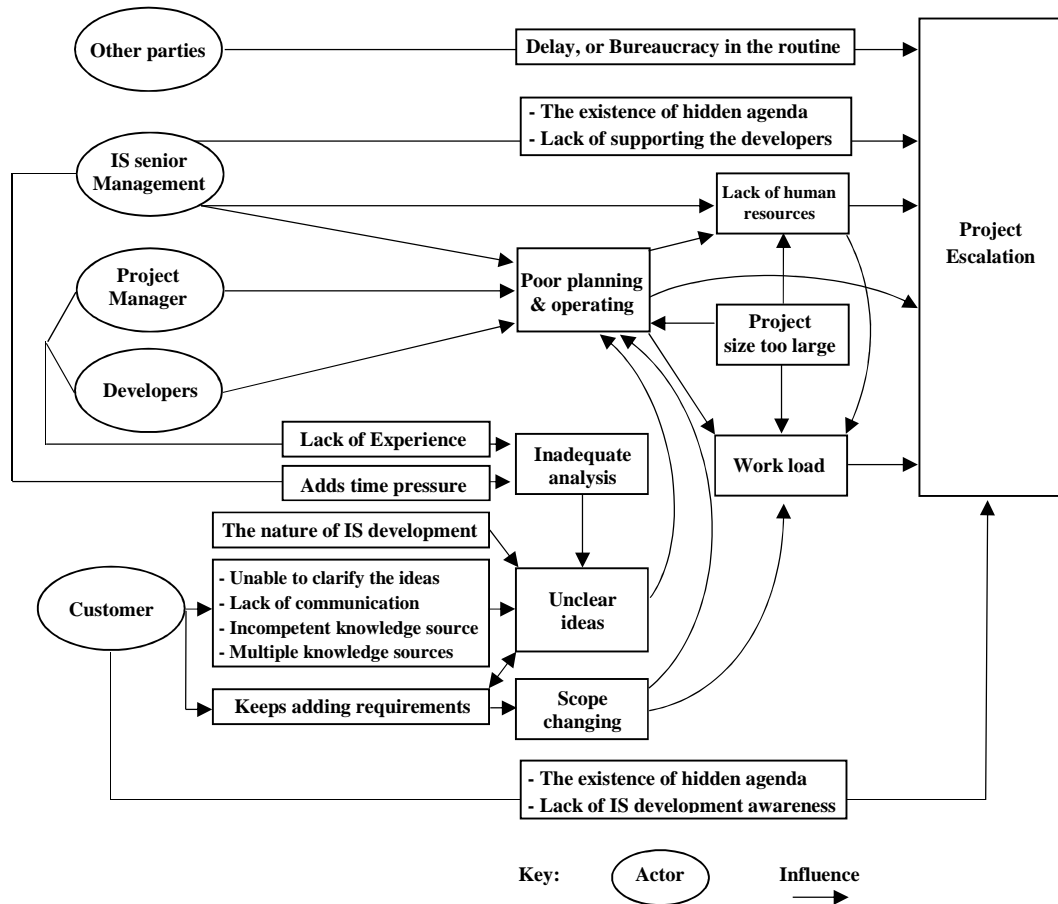 Other parties
Delay, or Bureaucracy in the routine
- The existence of hidden agenda
- Lack of supporting the developers
IS senior
Management
Lack of human
resources
Project
Escalation
Project
Manager
Poor planning
& operating
Project
size too large
Developers
Lack of Experience
Inadequate
analysis
Work load
Adds time pressure
The nature of IS development
- Unable to clarify the ideas
- Lack of communication
- Incompetent knowledge source
- Multiple knowledge sources
Customer
Unclear
ideas
Keeps adding requirements
Scope
changing
- The existence of hidden agenda
- Lack of IS development awareness
Key:
Actor
Influence